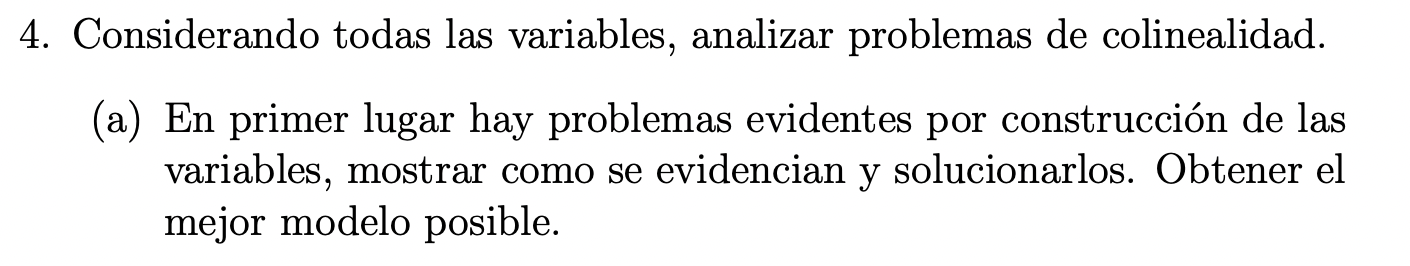 4. Considerando todas las variables, analizar problemas de colinealidad.
(a) En primer lugar hay problemas evidentes por construcción de las
variables, mostrar como se evidencian y solucionarlos. Obtener el
mejor modelo posible.